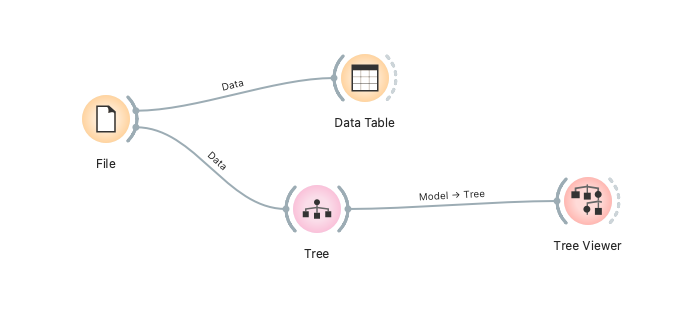 Data
Data Table
File
Data
Model → Tree
Tree
Tree Viewer